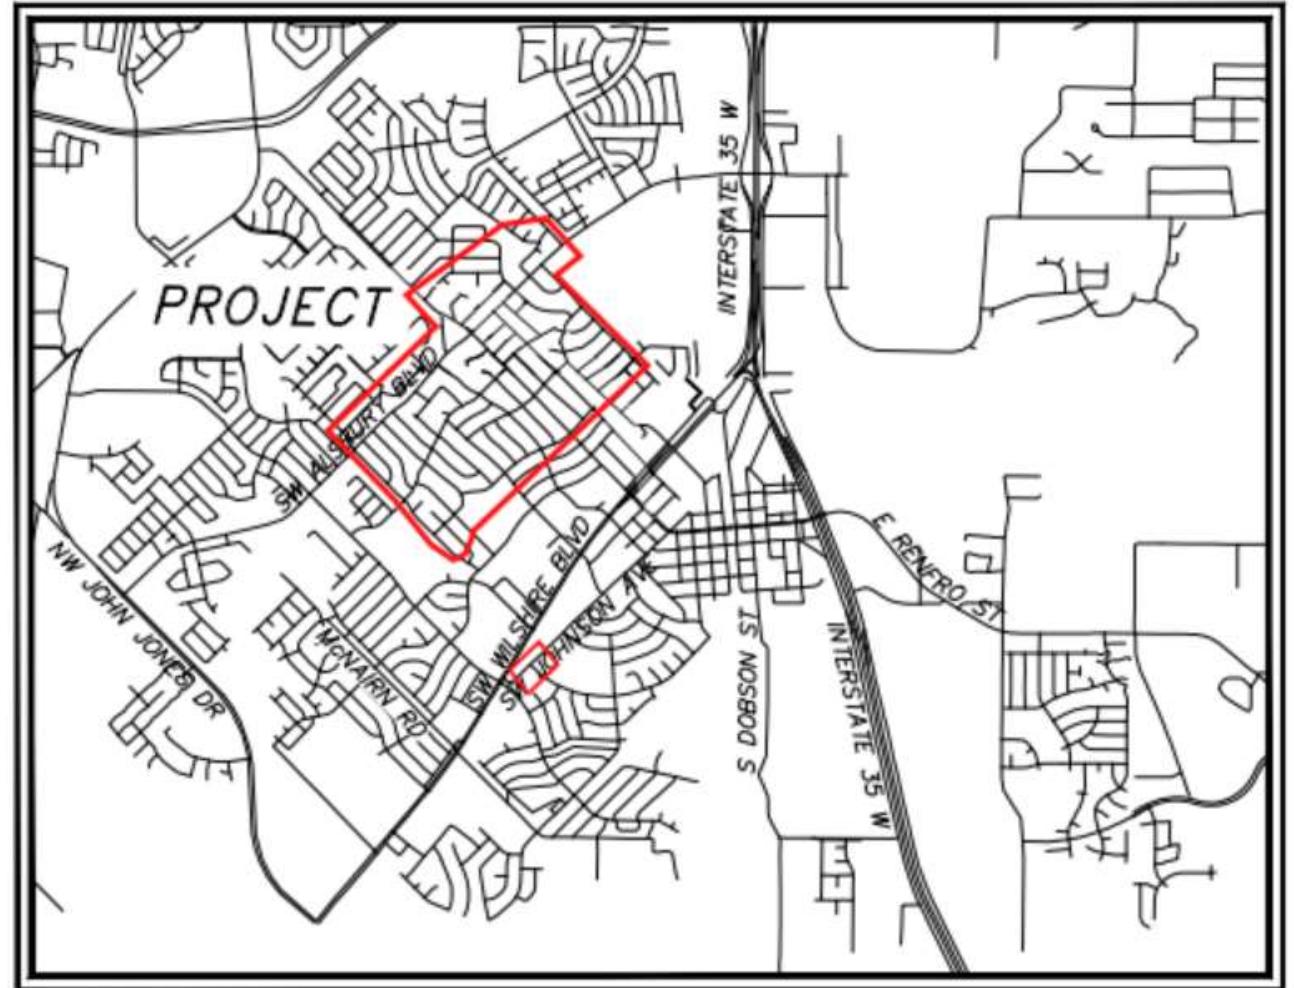 INTERSTATE 35 W
PROJECT
SW ALSBURY BLVD
NW JOHN JONES DR
MCNAIRN RD
SW WILSHIRE BLVD
SW JOHNSON AVE
S DOBSON ST
INTERSTATE 35 W
E RENFRO ST